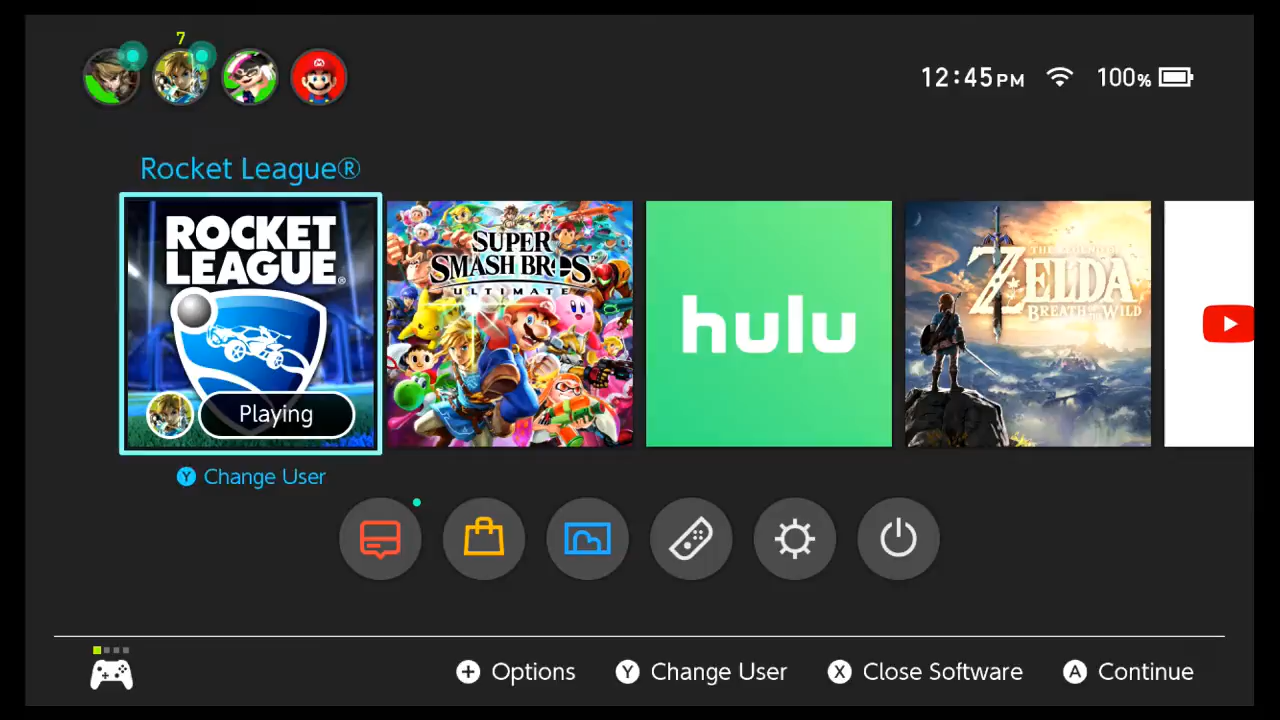 7
12:45PM
100%
Rocket League®
ROCKET
LEAGUE®
SUPER
SMASH BROS.
ULTIMATE
hulu
THE LEGEND OF
ZELDA
BREATH OF THE WILD
Playing
Y Change User
+ Options
Y Change User
X Close Software
A Continue